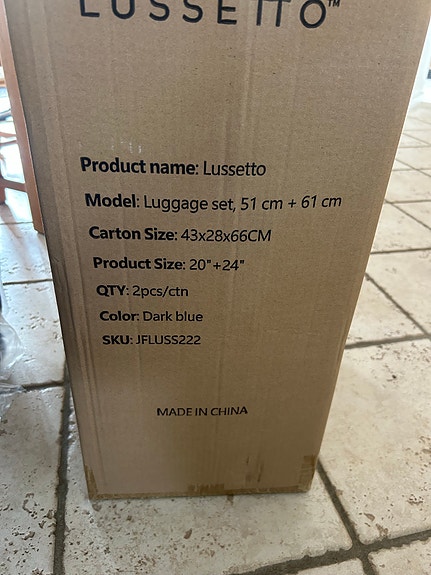 LUSSETTO™
Product name: Lussetto
Model: Luggage set, 51 cm + 61 cm
Carton Size: 43x28x66CM
Product Size: 20"+24"
QTY: 2pcs/ctn
Color: Dark blue
SKU: JFLUSS222
MADE IN CHINA